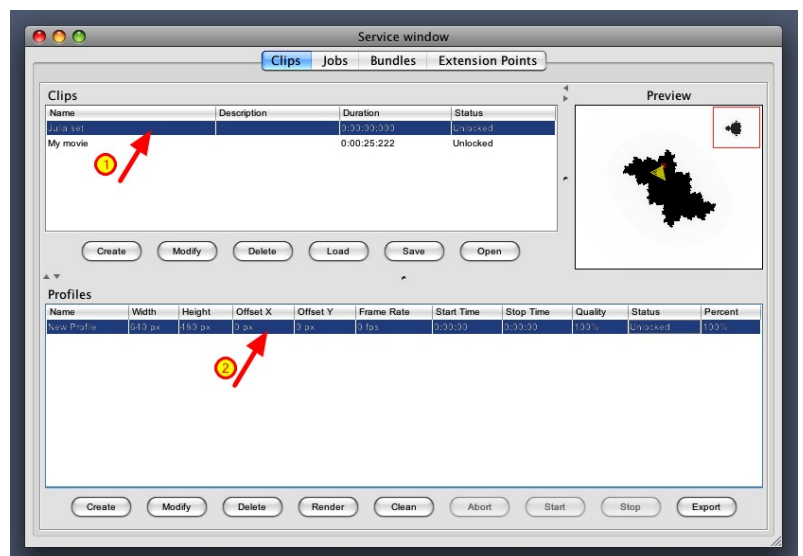 Service window
Clips Jobs Bundles Extension Points
Clips
Preview
Name Description Duration Status
Julia set 0:00:00:000 Unlocked
My movie 0:00:25:222 Unlocked
1
Create Modify Delete Load Save Open
Profiles
Name Width Height Offset X Offset Y Frame Rate Start Time Stop Time Quality Status Percent
New Profile 640 px 480 px 0 px 0 px 0 fps 0:00:00 0:00:00 100% Unlocked 100%
2
Create Modify Delete Render Clean Abort Start Stop Export